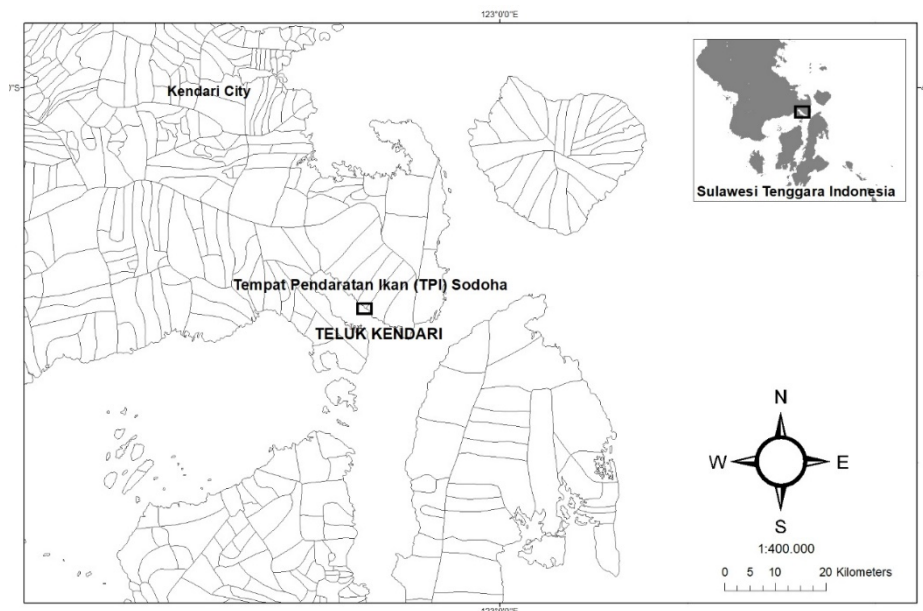 123°0'0"E
Kendari City
Sulawesi Tenggara Indonesia
Tempat Pendaratan Ikan (TPI) Sodoha
TELUK KENDARI
N
W
E
S
1:400.000
0 5 10 20 Kilometers